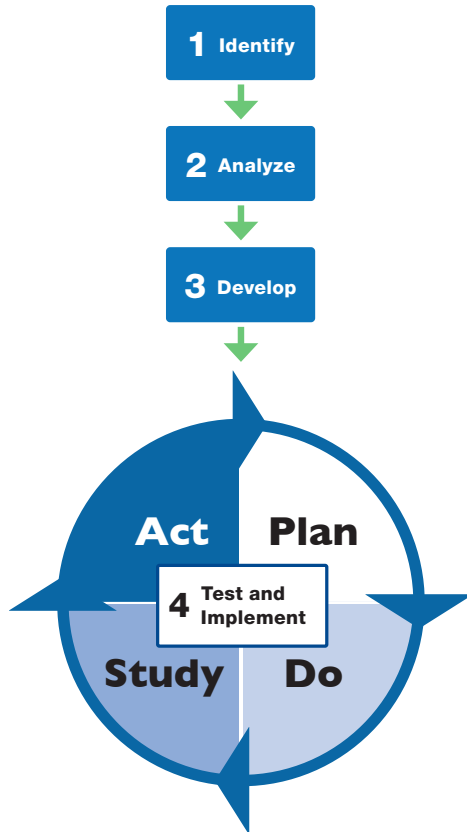 1 Identify
2 Analyze
3 Develop
Act Plan
4 Test and
Implement
Study Do